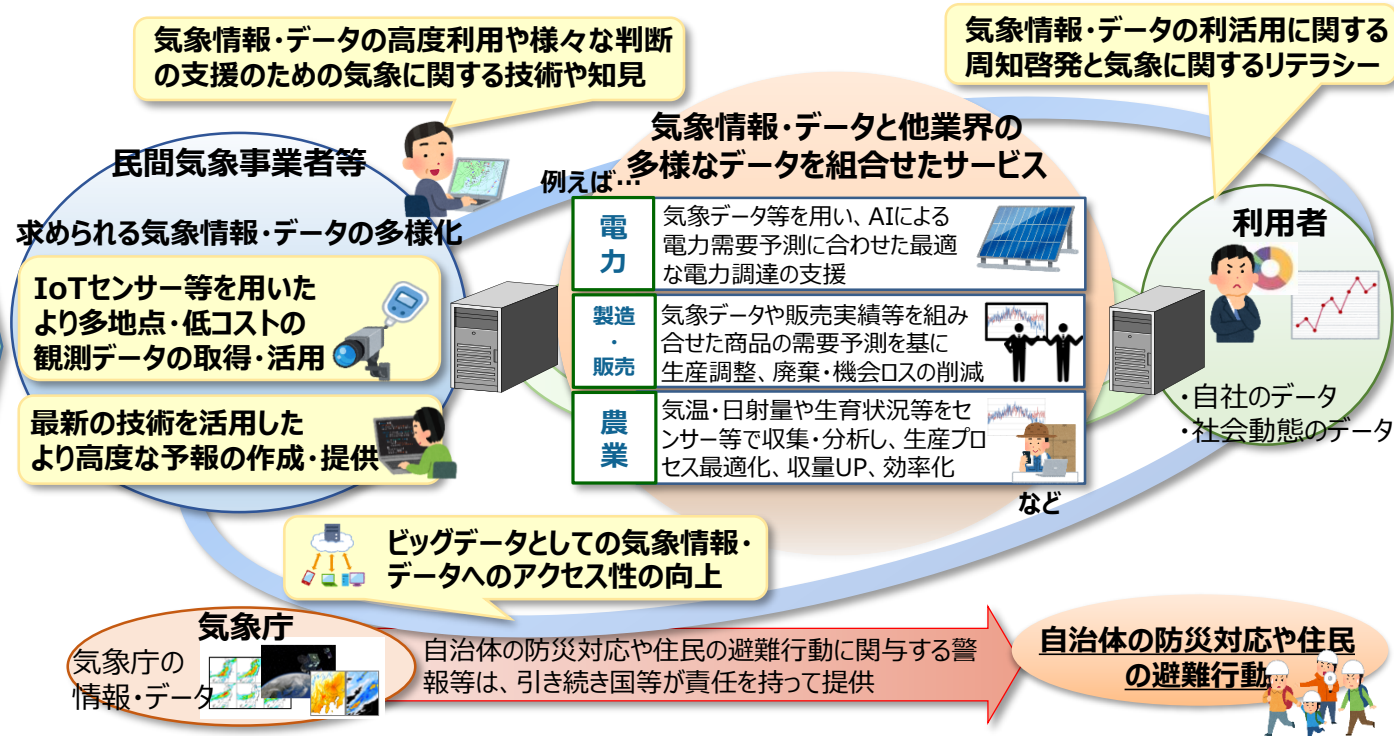 気象情報・データの高度利用や様々な判断
の支援のための気象に関する技術や知見
気象情報・データの利活用に関する
周知啓発と気象に関するリテラシー
民間気象事業者等
求められる気象情報・データの多様化
IoTセンサー等を用いた
より多地点・低コストの
観測データの取得・活用
最新の技術を活用した
より高度な予報の作成・提供
気象情報・データと他業界の
多様なデータを組合せたサービス
例えば…
電力
気象データ等を用い、AIによる
電力需要予測に合わせた最適
な電力調達の支援
製造
・
販売
気象データや販売実績等を組み
合せた商品の需要予測を基に
生産調整、廃棄・機会ロスの削減
農業
気温・日射量や生育状況等をセ
ンサー等で収集・分析し、生産プロ
セス最適化、収量UP、効率化
など
利用者
・自社のデータ
・社会動態のデータ
ビッグデータとしての気象情報・
データへのアクセス性の向上
気象庁
気象庁の
情報・データ
自治体の防災対応や住民の避難行動に関与する警
報等は、引き続き国等が責任を持って提供
自治体の防災対応や住民
の避難行動